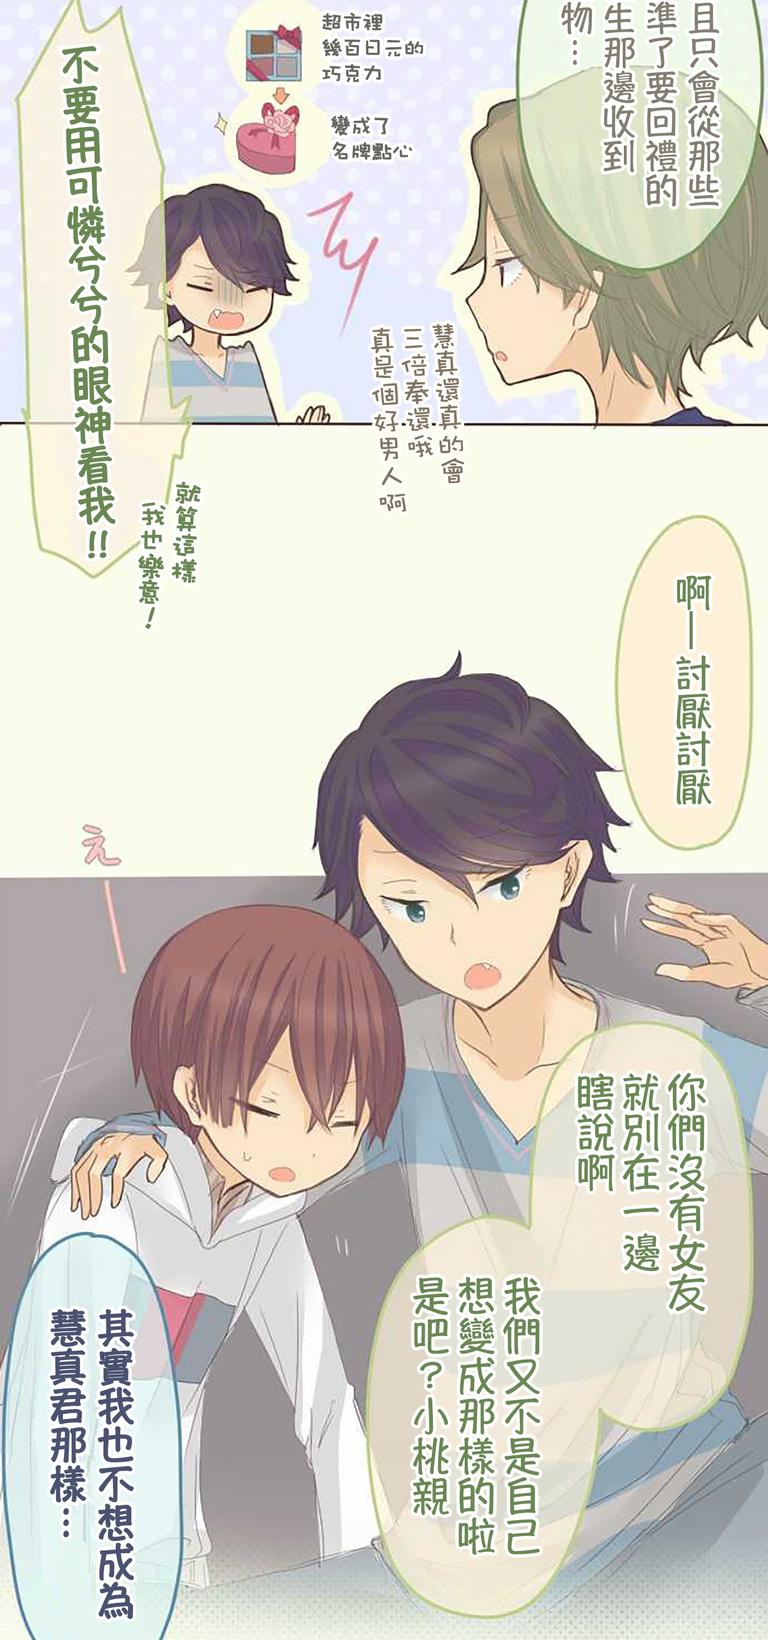 且只會從那些
準了要回禮的
生那邊收到
物…
超市裡
幾百日元的
巧克力
變成了
名牌點心
慧真還真的會
三倍奉還哦
真是個好男人啊
不要用可憐兮兮的眼神看我!!
就算這樣
我也樂意!
啊—討厭討厭
え
你們沒有女友
就別在一邊
瞎說啊
我們又不是自己
想變成那樣的啦
是吧?小桃親
其實我也不想成為
慧真君那樣…